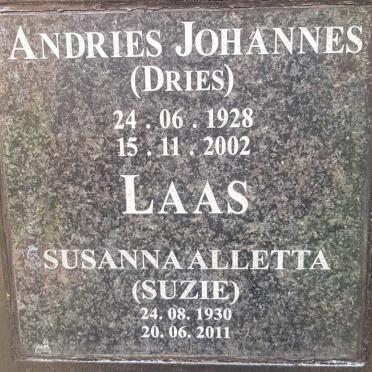 ANDRIES JOHANNES
(DRIES)
24 . 06 . 1928
15 . 11 . 2002
LAAS
SUSANNA ALLETTA
(SUZIE)
24. 08. 1930
20. 06. 2011